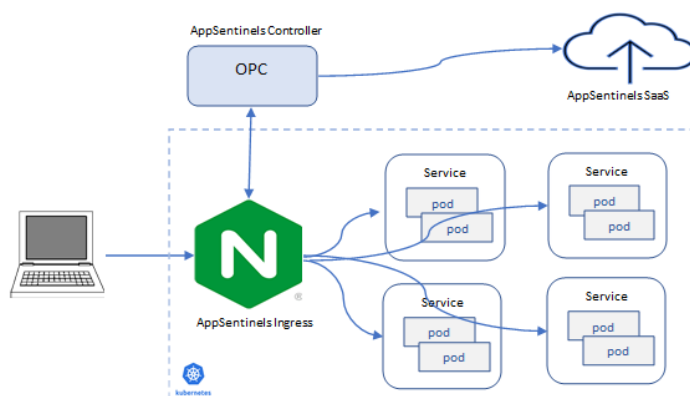 AppSentinels Controller
OPC
AppSentinels SaaS
Service
pod
pod
Service
pod
pod
N
®
AppSentinels Ingress
Service
pod
pod
Service
pod
pod
kubernetes